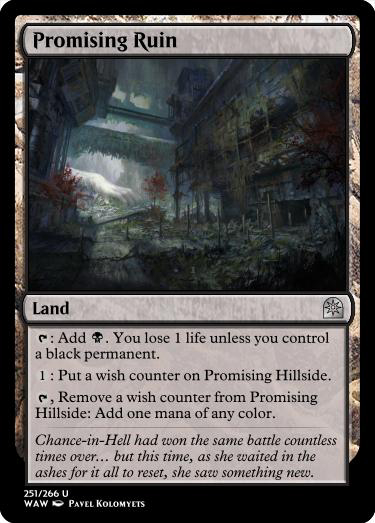 Promising Ruin
Land
: Add . You lose 1 life unless you control
a black permanent.
1 : Put a wish counter on Promising Hillside.
, Remove a wish counter from Promising
Hillside: Add one mana of any color.
Chance-in-Hell had won the same battle countless
times over… but this time, as she waited in the
ashes for it all to reset, she saw something new.
251/266 U
WAW Pavel Kolomyets